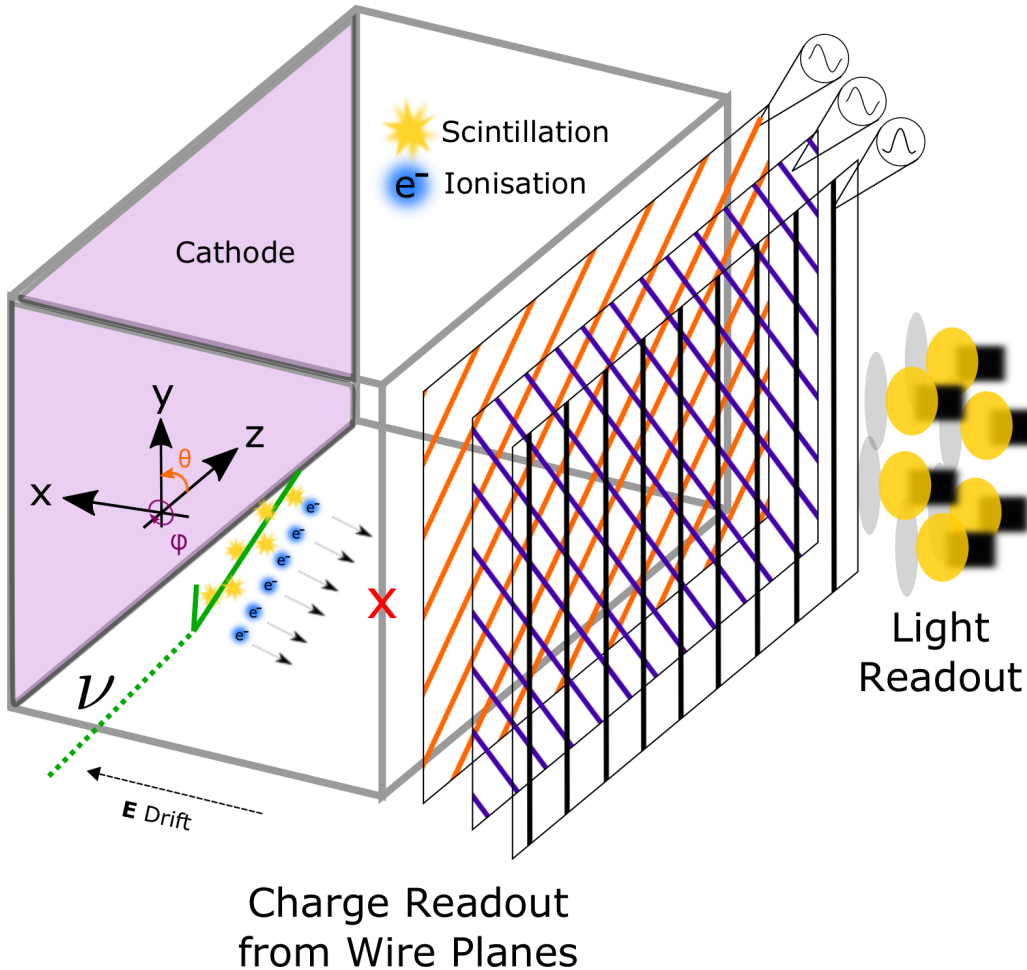 Scintillation
e⁻ Ionisation
Cathode
y
z
θ
x
φ
e⁻
e⁻
e⁻
e⁻
e⁻
e⁻
X
ν
E Drift
Light
Readout
Charge Readout
from Wire Planes